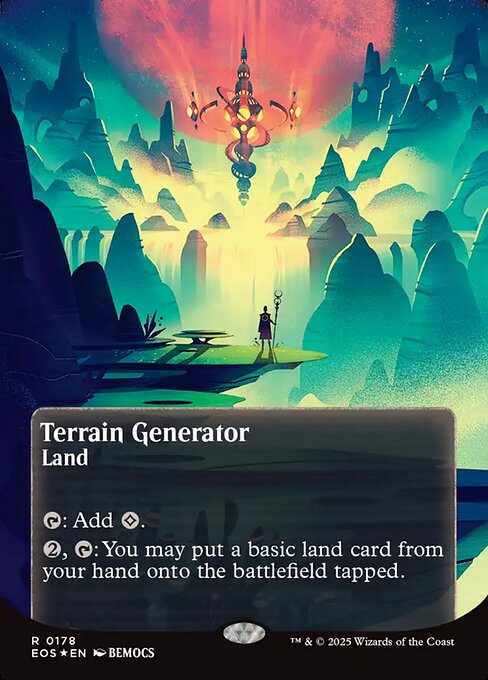 Terrain Generator
Land
: Add .
2, : You may put a basic land card from
your hand onto the battlefield tapped.
R 0178
EOS EN BEMOCS
™ & © 2025 Wizards of the Coast